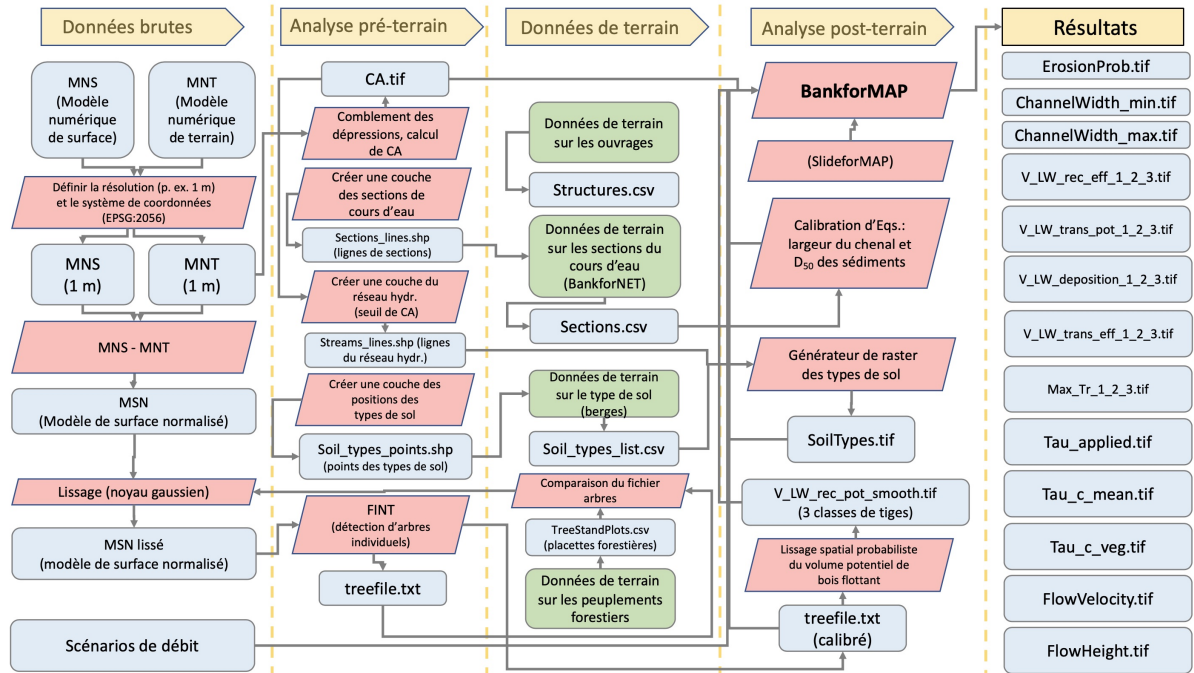 Données brutes
MNS
(Modèle
numérique
de surface)
MNT
(Modèle
numérique
de terrain)
Définir la résolution (p. ex. 1 m)
et le système de coordonnées
(EPSG:2056)
MNS
(1 m)
MNT
(1 m)
MNS - MNT
MSN
(Modèle de surface normalisé)
Lissage (noyau gaussien)
MSN lissé
(modèle de surface normalisé)
Scénarios de débit
Analyse pré-terrain
CA.tif
Comblement des
dépressions, calcul
de CA
Créer une couche
des sections de
cours d’eau
Sections_lines.shp
(lignes de sections)
Créer une couche du
réseau hydr.
(seuil de CA)
Streams_lines.shp (lignes
du réseau hydr.)
Créer une couche des
positions des
types de sol
Soil_types_points.shp
(points des types de sol)
FINT
(détection d’arbres
individuels)
treefile.txt
Données de terrain
Données de terrain
sur les ouvrages
Structures.csv
Données de terrain
sur les sections du
cours d’eau
(BankforNET)
Sections.csv
Données de terrain
sur le type de sol
(berges)
Soil_types_list.csv
Comparaison du fichier
arbres
TreeStandPlots.csv
(placettes forestières)
Données de terrain
sur les peuplements
forestiers
Analyse post-terrain
BankforMAP
(SlideforMAP)
Calibration d’Eqs.:
largeur du chenal et
D₅₀ des sédiments
Générateur de raster
des types de sol
SoilTypes.tif
V_LW_rec_pot_smooth.tif
(3 classes de tiges)
Lissage spatial probabiliste
du volume potentiel de
bois flottant
treefile.txt
(calibré)
Résultats
ErosionProb.tif
ChannelWidth_min.tif
ChannelWidth_max.tif
V_LW_rec_eff_1_2_3.tif
V_LW_trans_pot_1_2_3.tif
V_LW_deposition_1_2_3.tif
V_LW_trans_eff_1_2_3.tif
Max_Tr_1_2_3.tif
Tau_applied.tif
Tau_c_mean.tif
Tau_c_veg.tif
FlowVelocity.tif
FlowHeight.tif